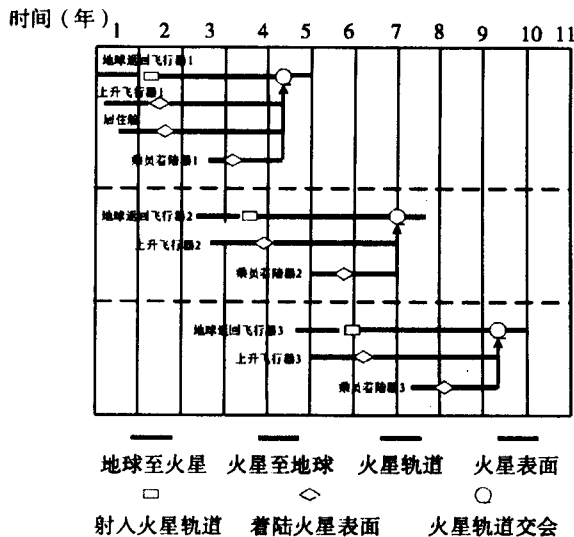 时间（年） 1 2 3 4 5 6 7 8 9 10 11
地球返回飞行器1
上升飞行器1
居住舱
乘员着陆器1
地球返回飞行器2
上升飞行器2
乘员着陆器2
地球返回飞行器3
上升飞行器3
乘员着陆器3
地球至火星 火星至地球 火星轨道 火星表面
射入火星轨道 着陆火星表面 火星轨道交会